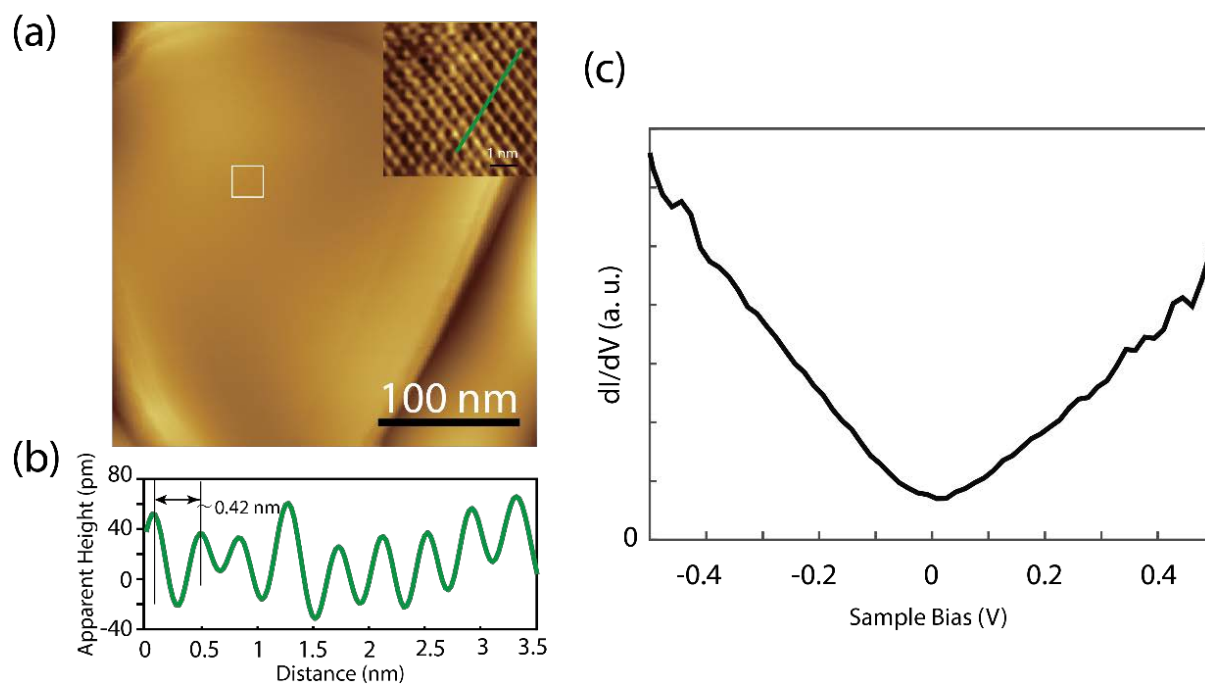 (a)
1 nm
100 nm
(b)
Apparent Height (pm)
80
40
0
-40
~ 0.42 nm
0 0.5 1 1.5 2 2.5 3 3.5
Distance (nm)
(c)
dI/dV (a. u.)
0
-0.4 -0.2 0 0.2 0.4
Sample Bias (V)